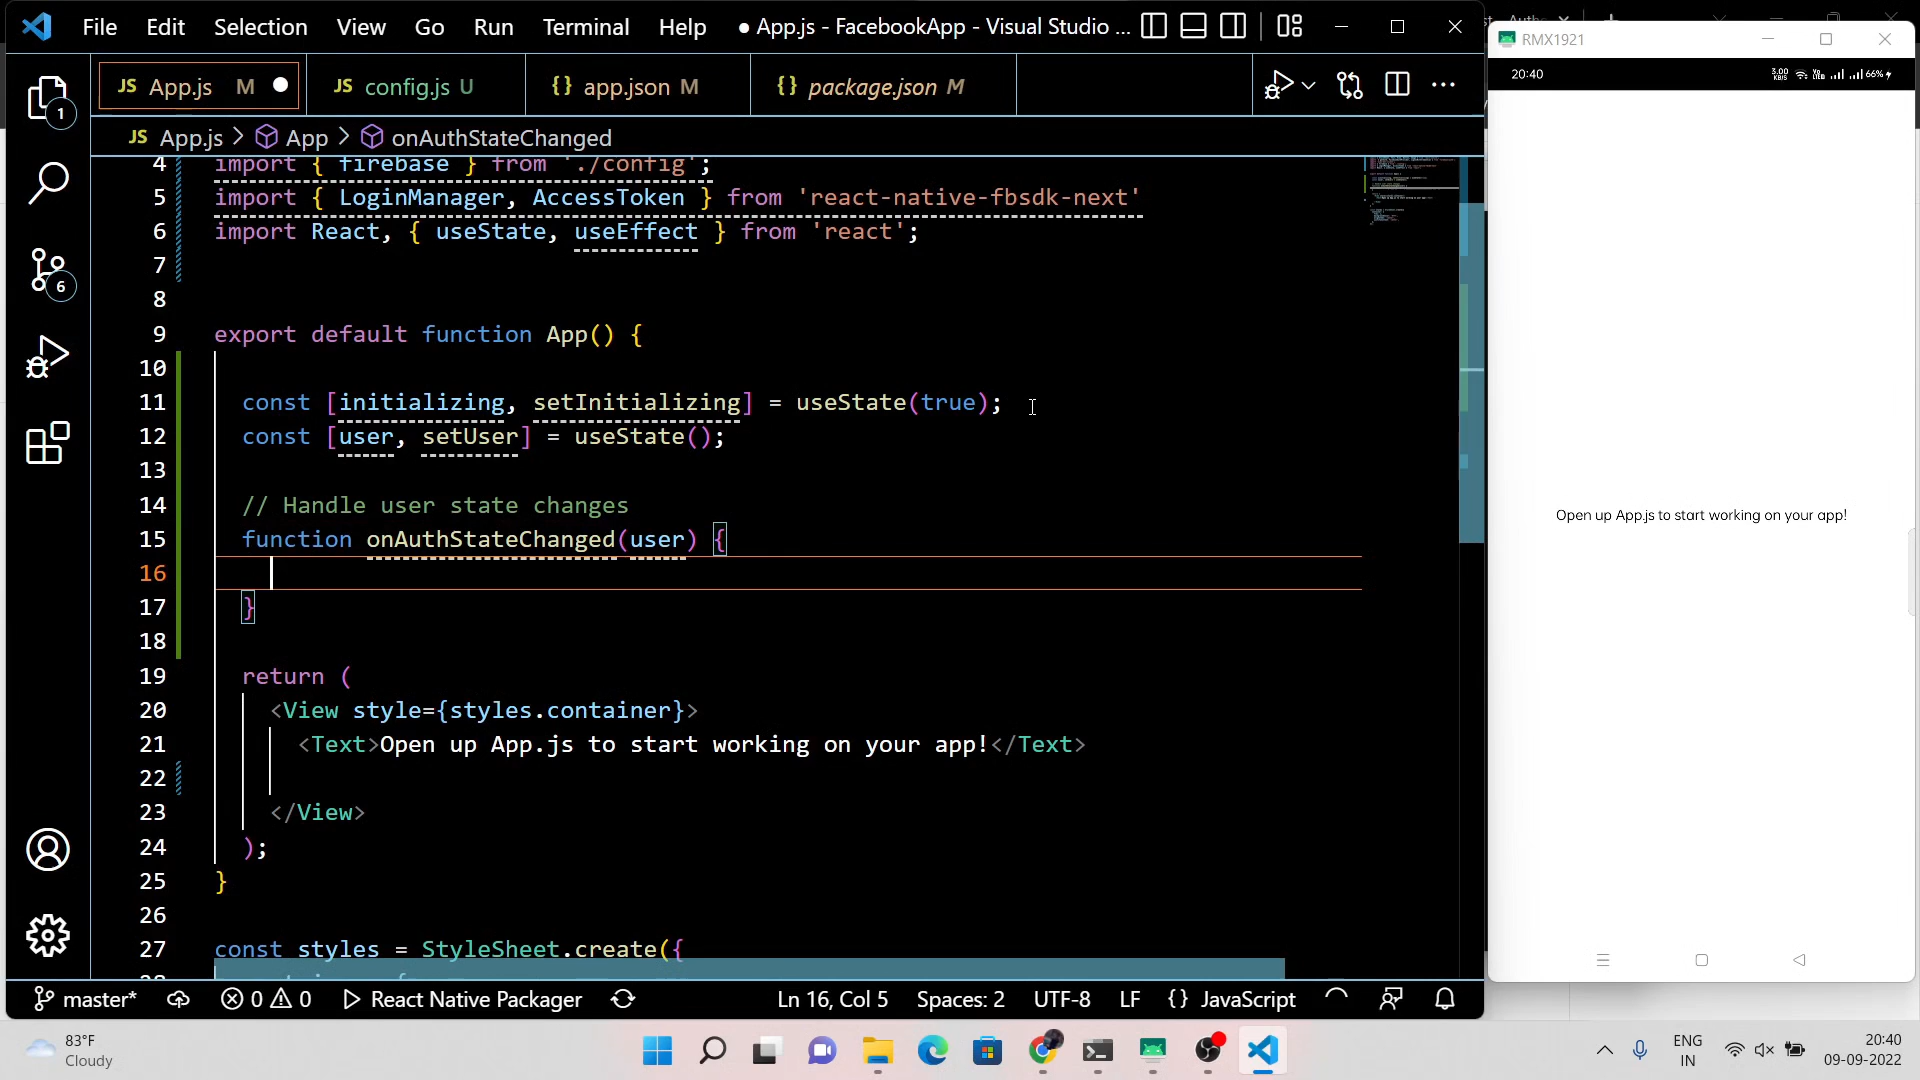 File Edit Selection View Go Run Terminal Help ● App.js - FacebookApp - Visual Studio ...
JS App.js M ● JS config.js U {} app.json M {} package.json M
JS App.js > App > onAuthStateChanged
4 import { firebase } from './config';
5 import { LoginManager, AccessToken } from 'react-native-fbsdk-next'
6 import React, { useState, useEffect } from 'react';
7
8
9 export default function App() {
10
11 const [initializing, setInitializing] = useState(true);
12 const [user, setUser] = useState();
13
14 // Handle user state changes
15 function onAuthStateChanged(user) {
16
17 }
18
19 return (
20 <View style={styles.container}>
21 <Text>Open up App.js to start working on your app!</Text>
22
23 </View>
24 );
25 }
26
27 const styles = StyleSheet.create({
1
6
master* 0 0 React Native Packager Ln 16, Col 5 Spaces: 2 UTF-8 LF {} JavaScript
RMX1921
20:40 3.00 KB/S 66%
Open up App.js to start working on your app!
83°F
Cloudy
ENG
IN
20:40
09-09-2022